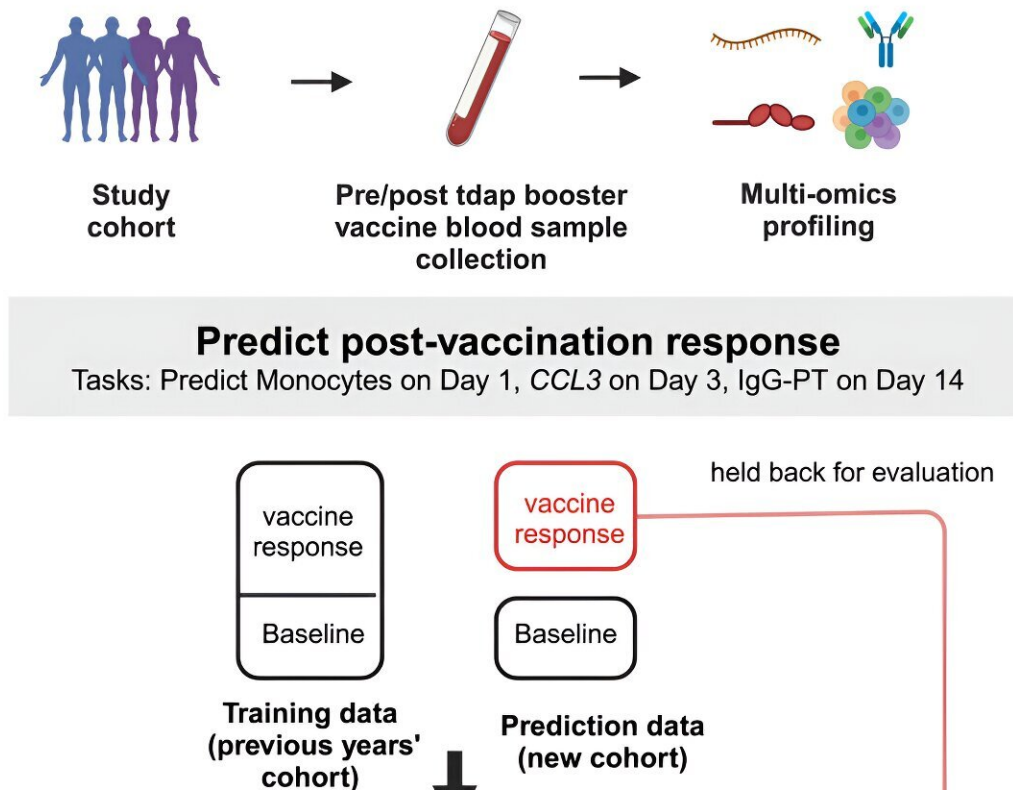 Study
cohort
Pre/post tdap booster
vaccine blood sample
collection
Multi-omics
profiling
Predict post-vaccination response
Tasks: Predict Monocytes on Day 1, CCL3 on Day 3, IgG-PT on Day 14
vaccine
response
Baseline
Training data
(previous years'
cohort)
vaccine
response
Baseline
Prediction data
(new cohort)
held back for evaluation